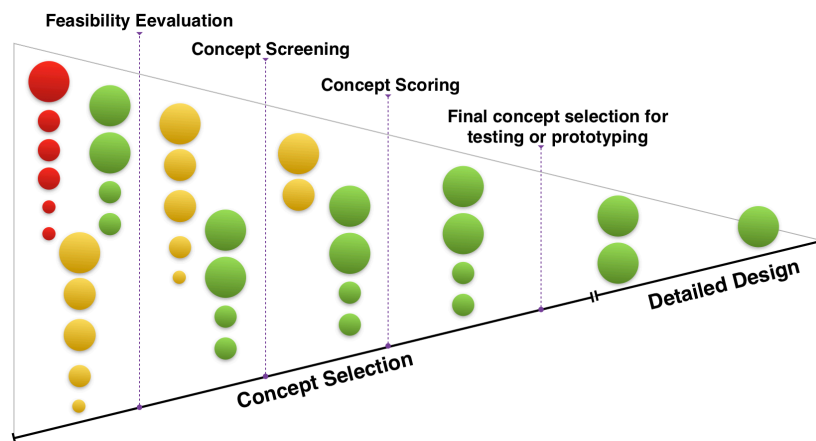 Feasibility Eevaluation
Concept Screening
Concept Scoring
Final concept selection for
testing or prototyping
Concept Selection
Detailed Design